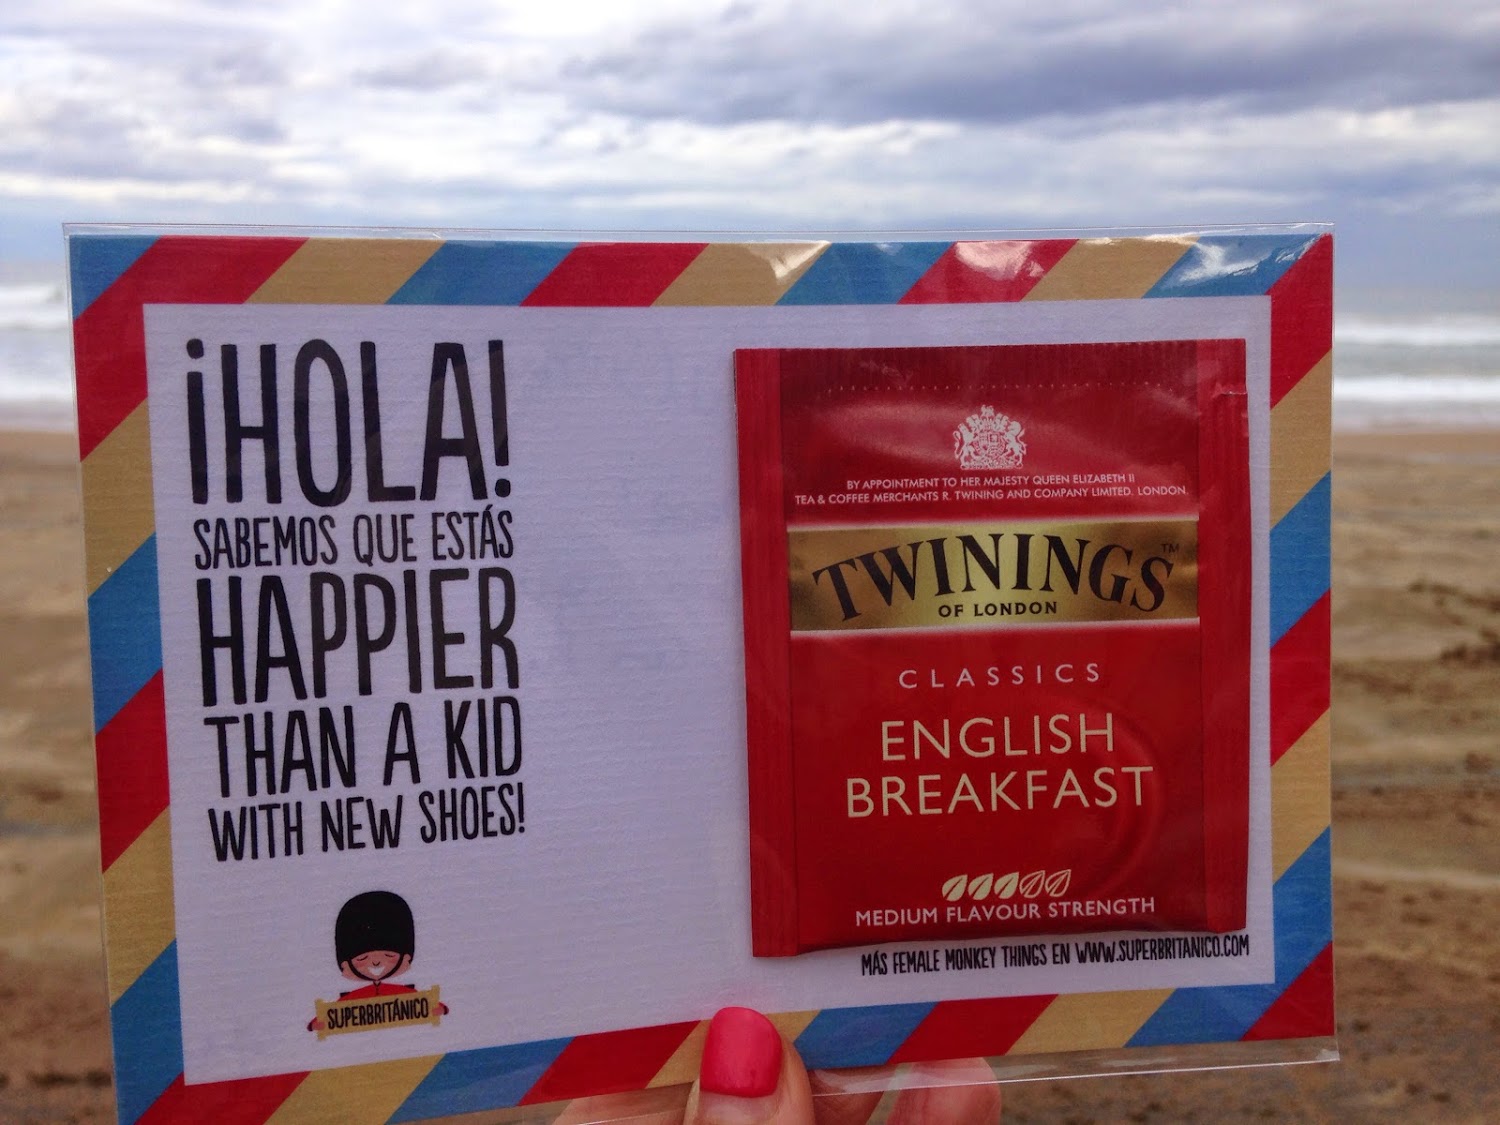 ¡HOLA!
SABEMOS QUE ESTÁS
HAPPIER
THAN A KID
WITH NEW SHOES!
SUPERBRITÁNICO
BY APPOINTMENT TO HER MAJESTY QUEEN ELIZABETH II
TEA & COFFEE MERCHANTS R. TWINING AND COMPANY LIMITED. LONDON
TWININGS™
OF LONDON
CLASSICS
ENGLISH
BREAKFAST
MEDIUM FLAVOUR STRENGTH
MÁS FEMALE MONKEY THINGS EN WWW.SUPERBRITANICO.COM